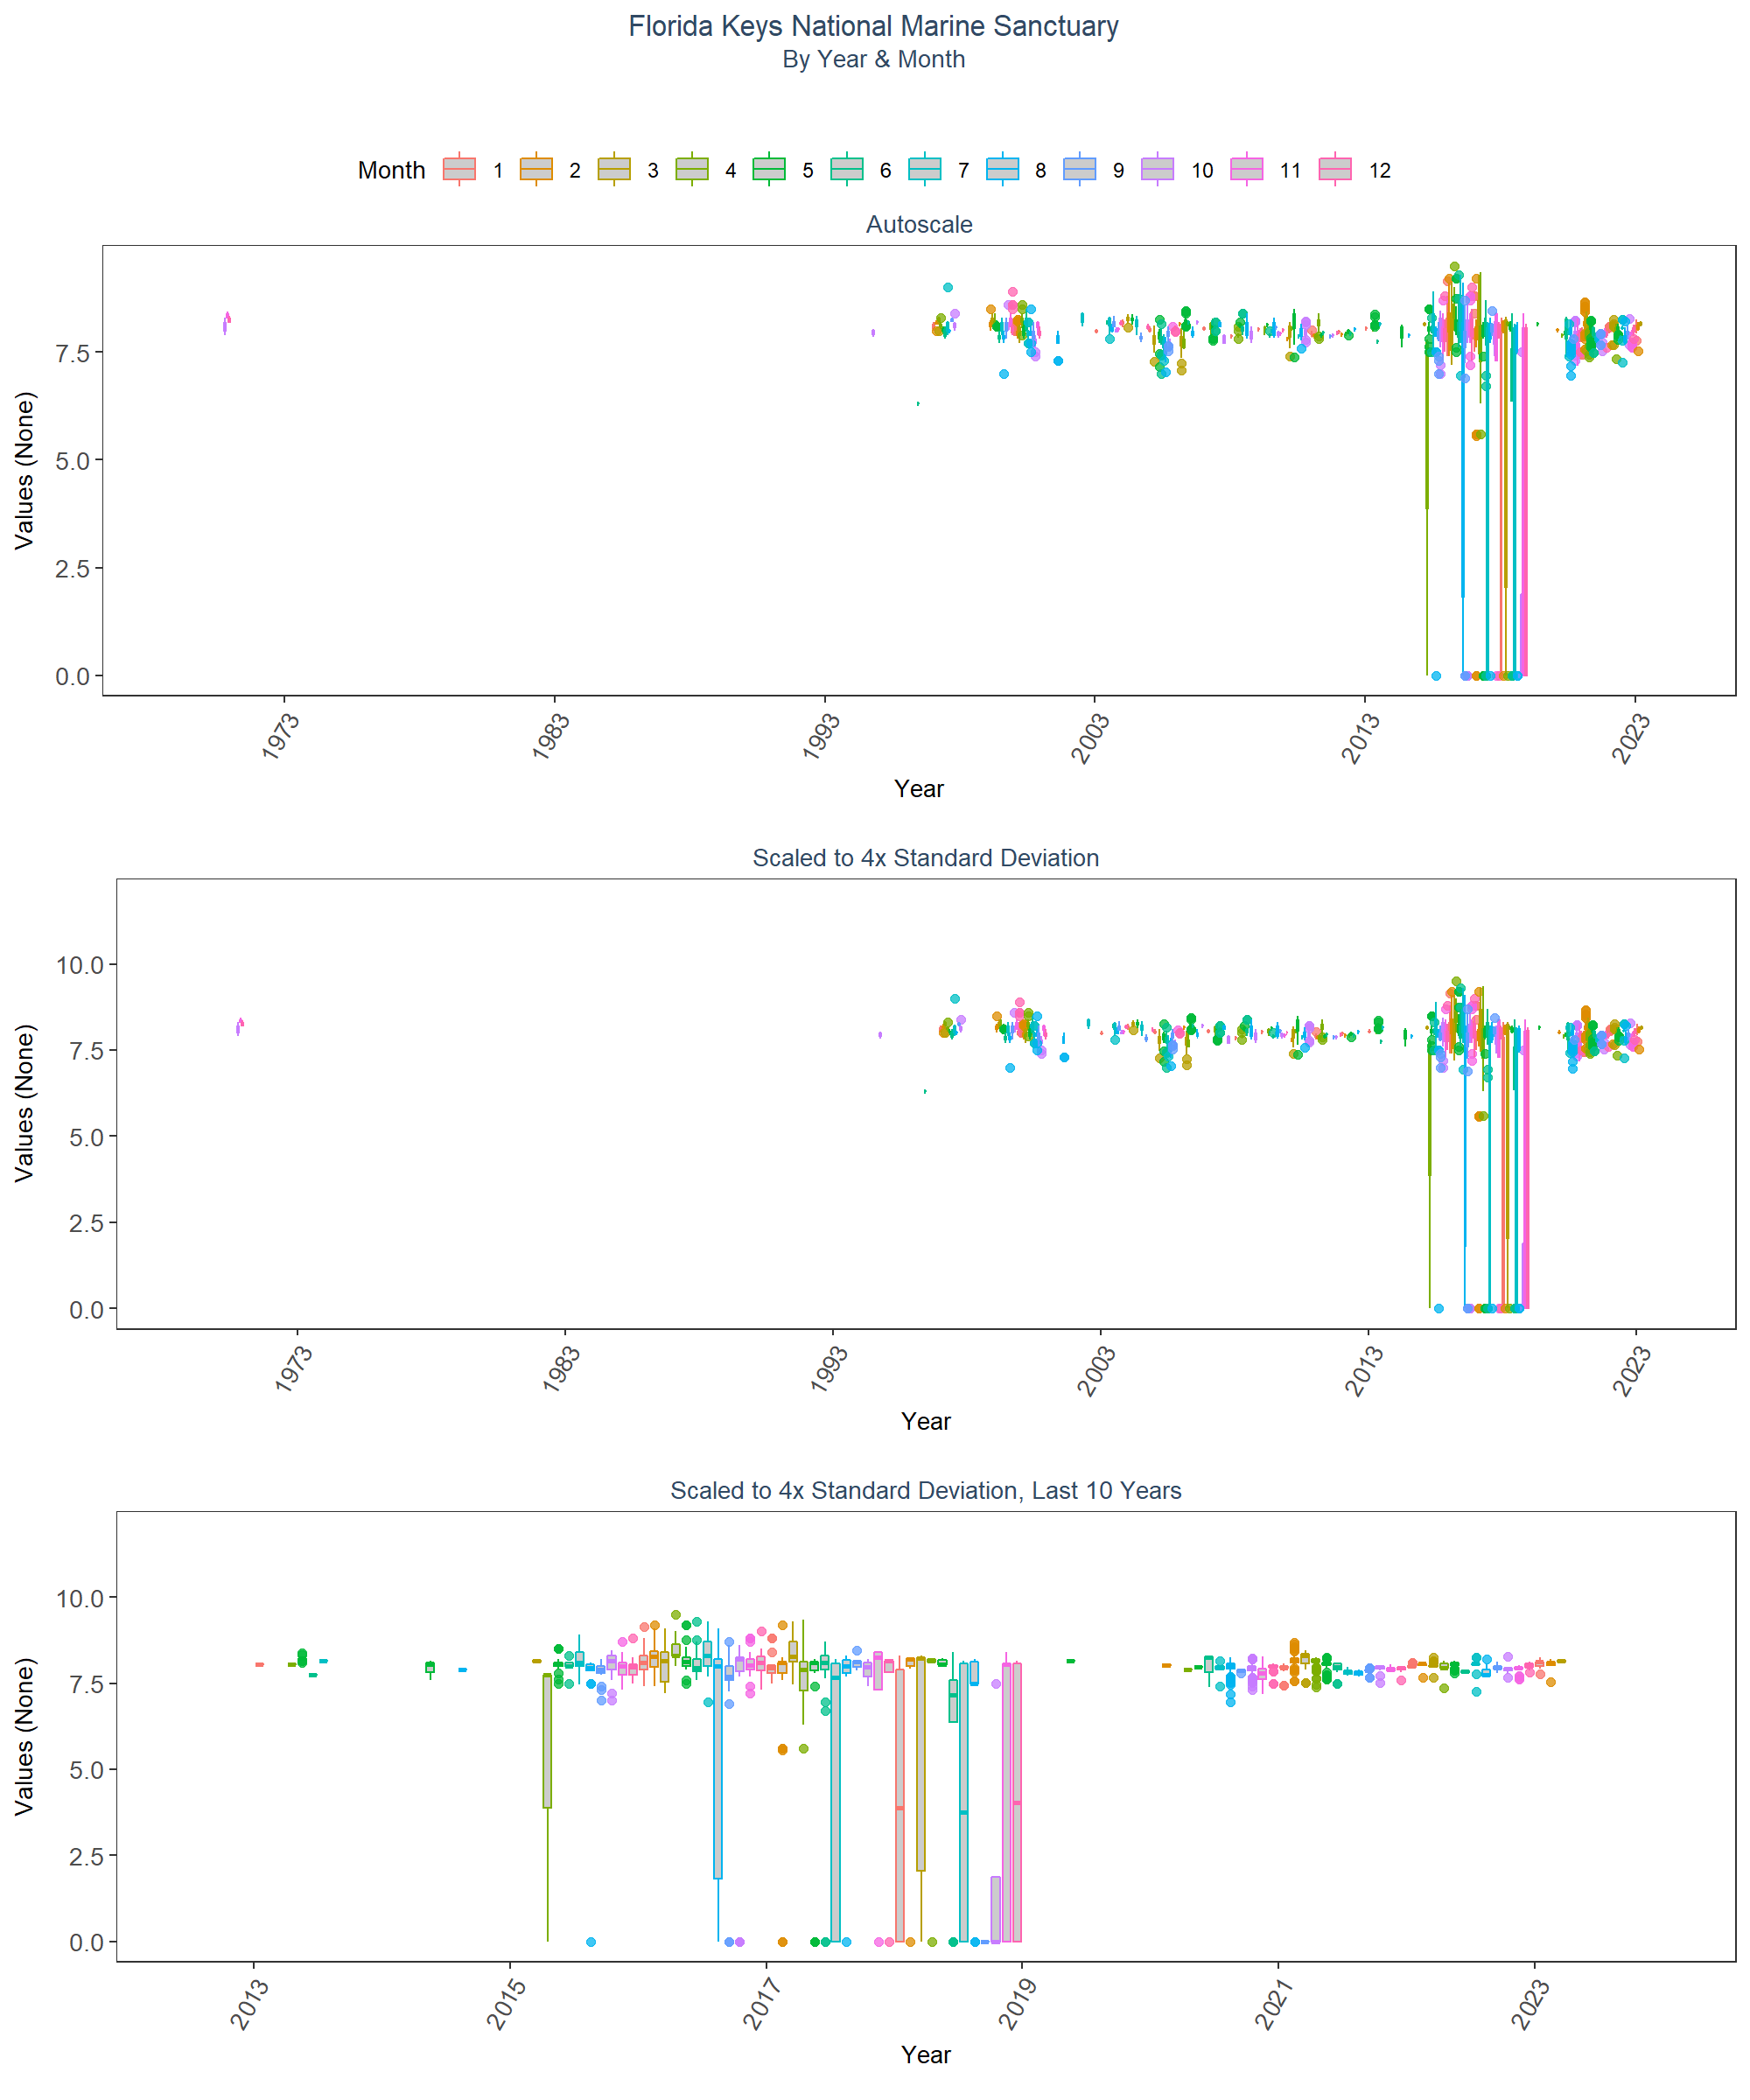 Florida Keys National Marine Sanctuary
By Year & Month
Month 1 2 3 4 5 6 7 8 9 10 11 12
Autoscale
Values (None)
7.5
5.0
2.5
0.0
1973 1983 1993 2003 2013 2023
Year
Scaled to 4x Standard Deviation
Values (None)
10.0
7.5
5.0
2.5
0.0
1973 1983 1993 2003 2013 2023
Year
Scaled to 4x Standard Deviation, Last 10 Years
Values (None)
10.0
7.5
5.0
2.5
0.0
2013 2015 2017 2019 2021 2023
Year